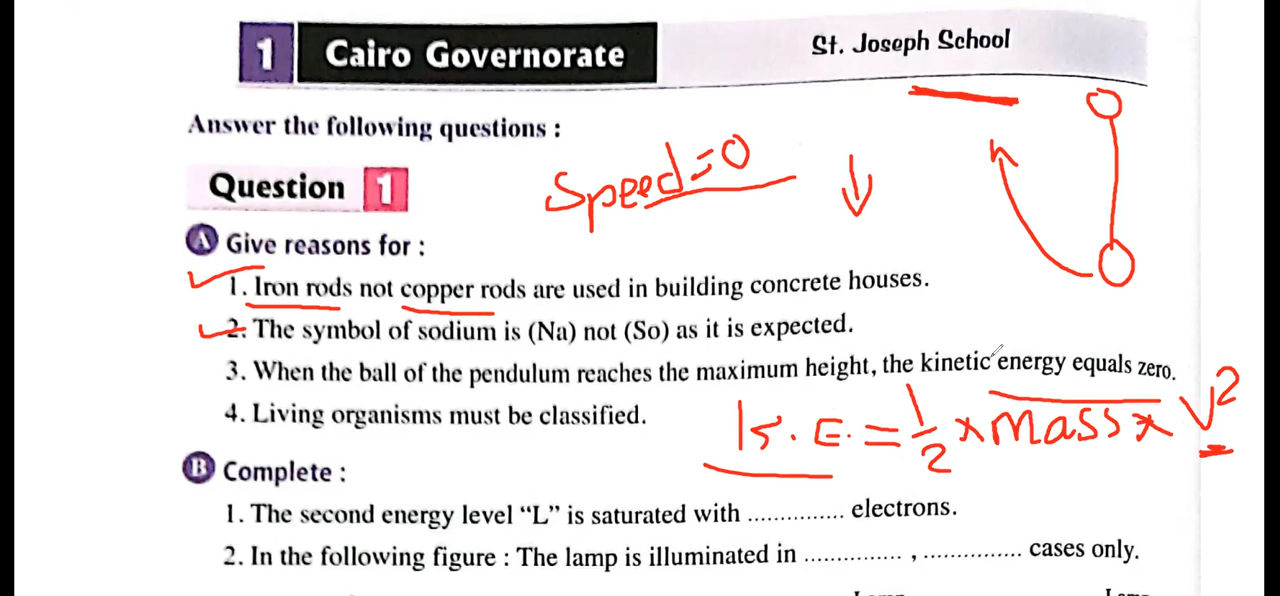 1 Cairo Governorate St. Joseph School
Answer the following questions :
Speed=0
Question 1
A Give reasons for :
1. Iron rods not copper rods are used in building concrete houses.
2. The symbol of sodium is (Na) not (So) as it is expected.
3. When the ball of the pendulum reaches the maximum height, the kinetic energy equals zero.
4. Living organisms must be classified.
K.E.=1/2×mass×V²
B Complete :
1. The second energy level “L” is saturated with ............... electrons.
2. In the following figure : The lamp is illuminated in ............... , ............... cases only.